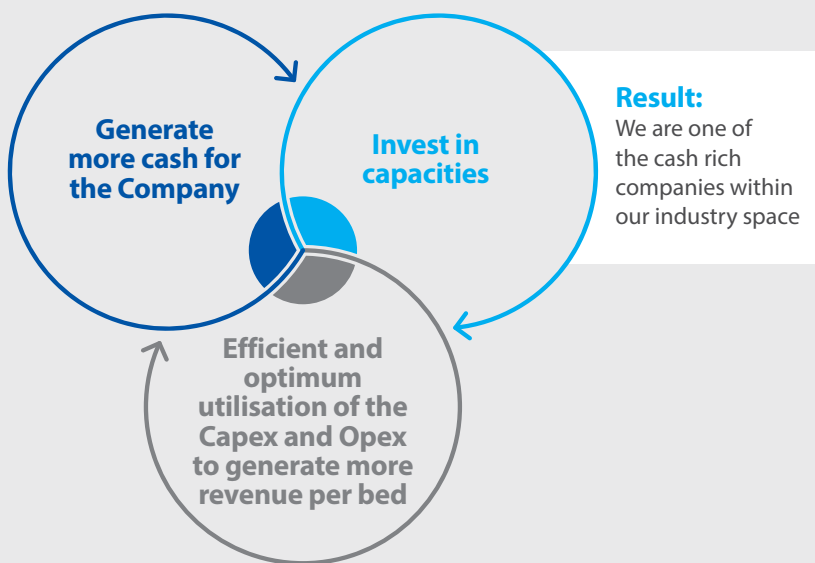 Generate
more cash for
the Company
Invest in
capacities
Result:
We are one of
the cash rich
companies within
our industry space
Efficient and
optimum
utilisation of the
Capex and Opex
to generate more
revenue per bed